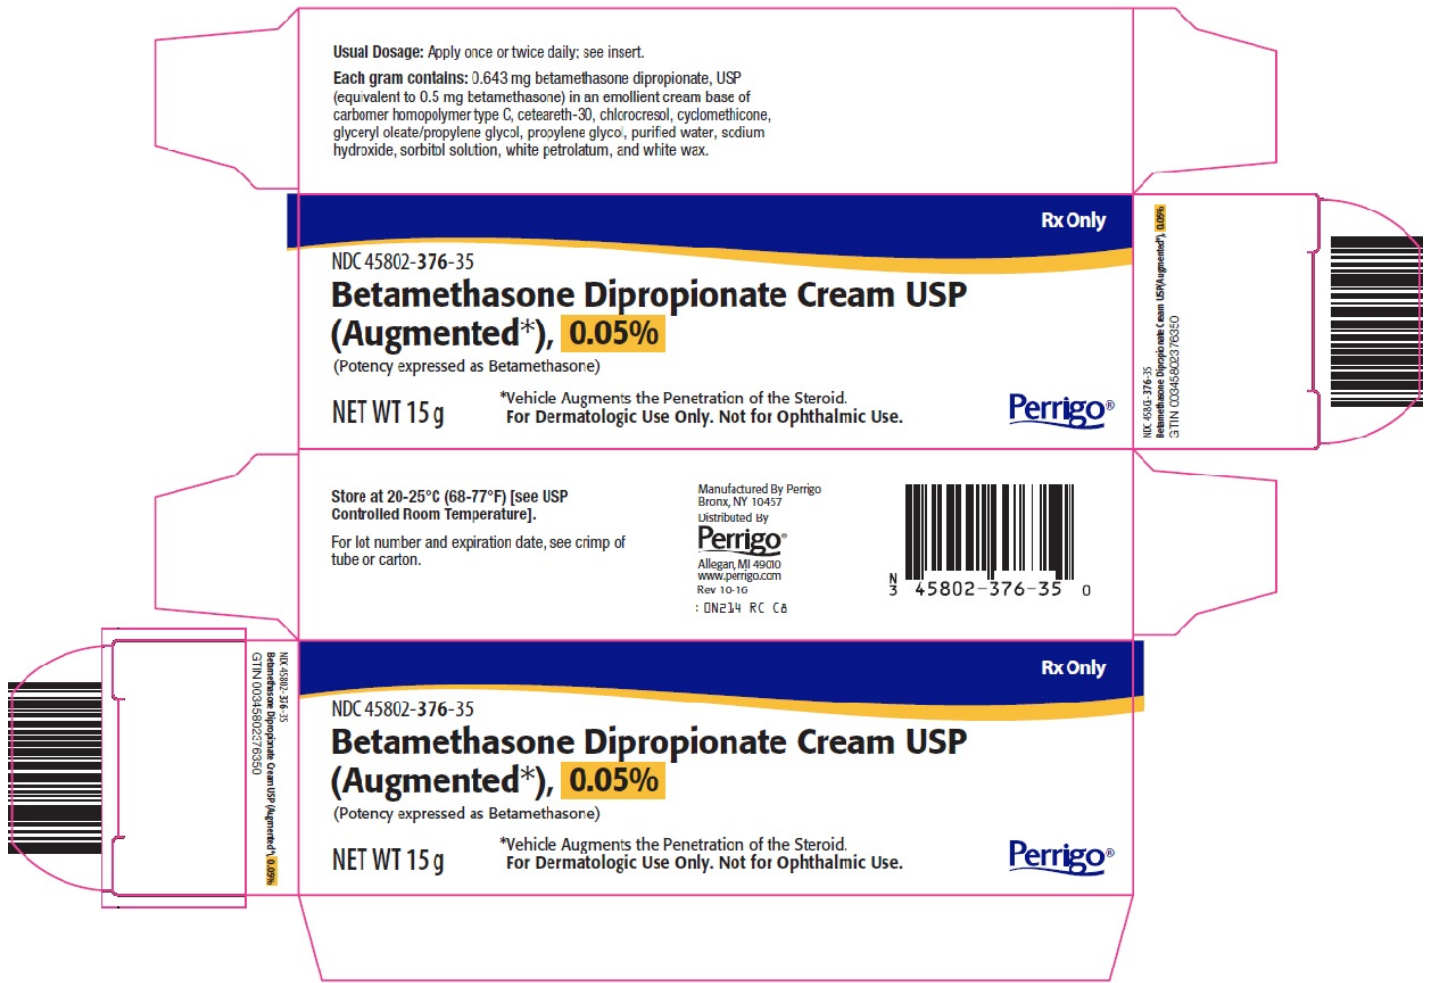 Usual Dosage: Apply once or twice daily; see insert.
Each gram contains: 0.643 mg betamethasone dipropionate, USP
(equivalent to 0.5 mg betamethasone) in an emollient cream base of
carbomer homopolymer type C, ceteareth-30, chlorocresol, cyclomethicone,
glyceryl oleate/propylene glycol, propylene glycol, purified water, sodium
hydroxide, sorbitol solution, white petrolatum, and white wax.
Rx Only
NDC 45802-376-35
Betamethasone Dipropionate Cream USP
(Augmented*), 0.05%
(Potency expressed as Betamethasone)
NET WT 15 g
*Vehicle Augments the Penetration of the Steroid.
For Dermatologic Use Only. Not for Ophthalmic Use.
Perrigo®
NDC 45802-376-35
Betamethasone Dipropionate Cream USP(Augmented*), 0.05%
GTIN 00345802376350
Store at 20-25°C (68-77°F) [see USP
Controlled Room Temperature].
For lot number and expiration date, see crimp of
tube or carton.
Manufactured By Perrigo
Bronx, NY 10457
Distributed By
Perrigo®
Allegan, MI 49010
www.perrigo.com
Rev 10-16
: 0N214 RC C8
N3 45802-376-35 0
Rx Only
NDC 45802-376-35
Betamethasone Dipropionate Cream USP
(Augmented*), 0.05%
(Potency expressed as Betamethasone)
NET WT 15 g
*Vehicle Augments the Penetration of the Steroid.
For Dermatologic Use Only. Not for Ophthalmic Use.
Perrigo®
NDC 45802-376-35
Betamethasone Dipropionate Cream USP (Augmented*), 0.05%
GTIN 00345802376350